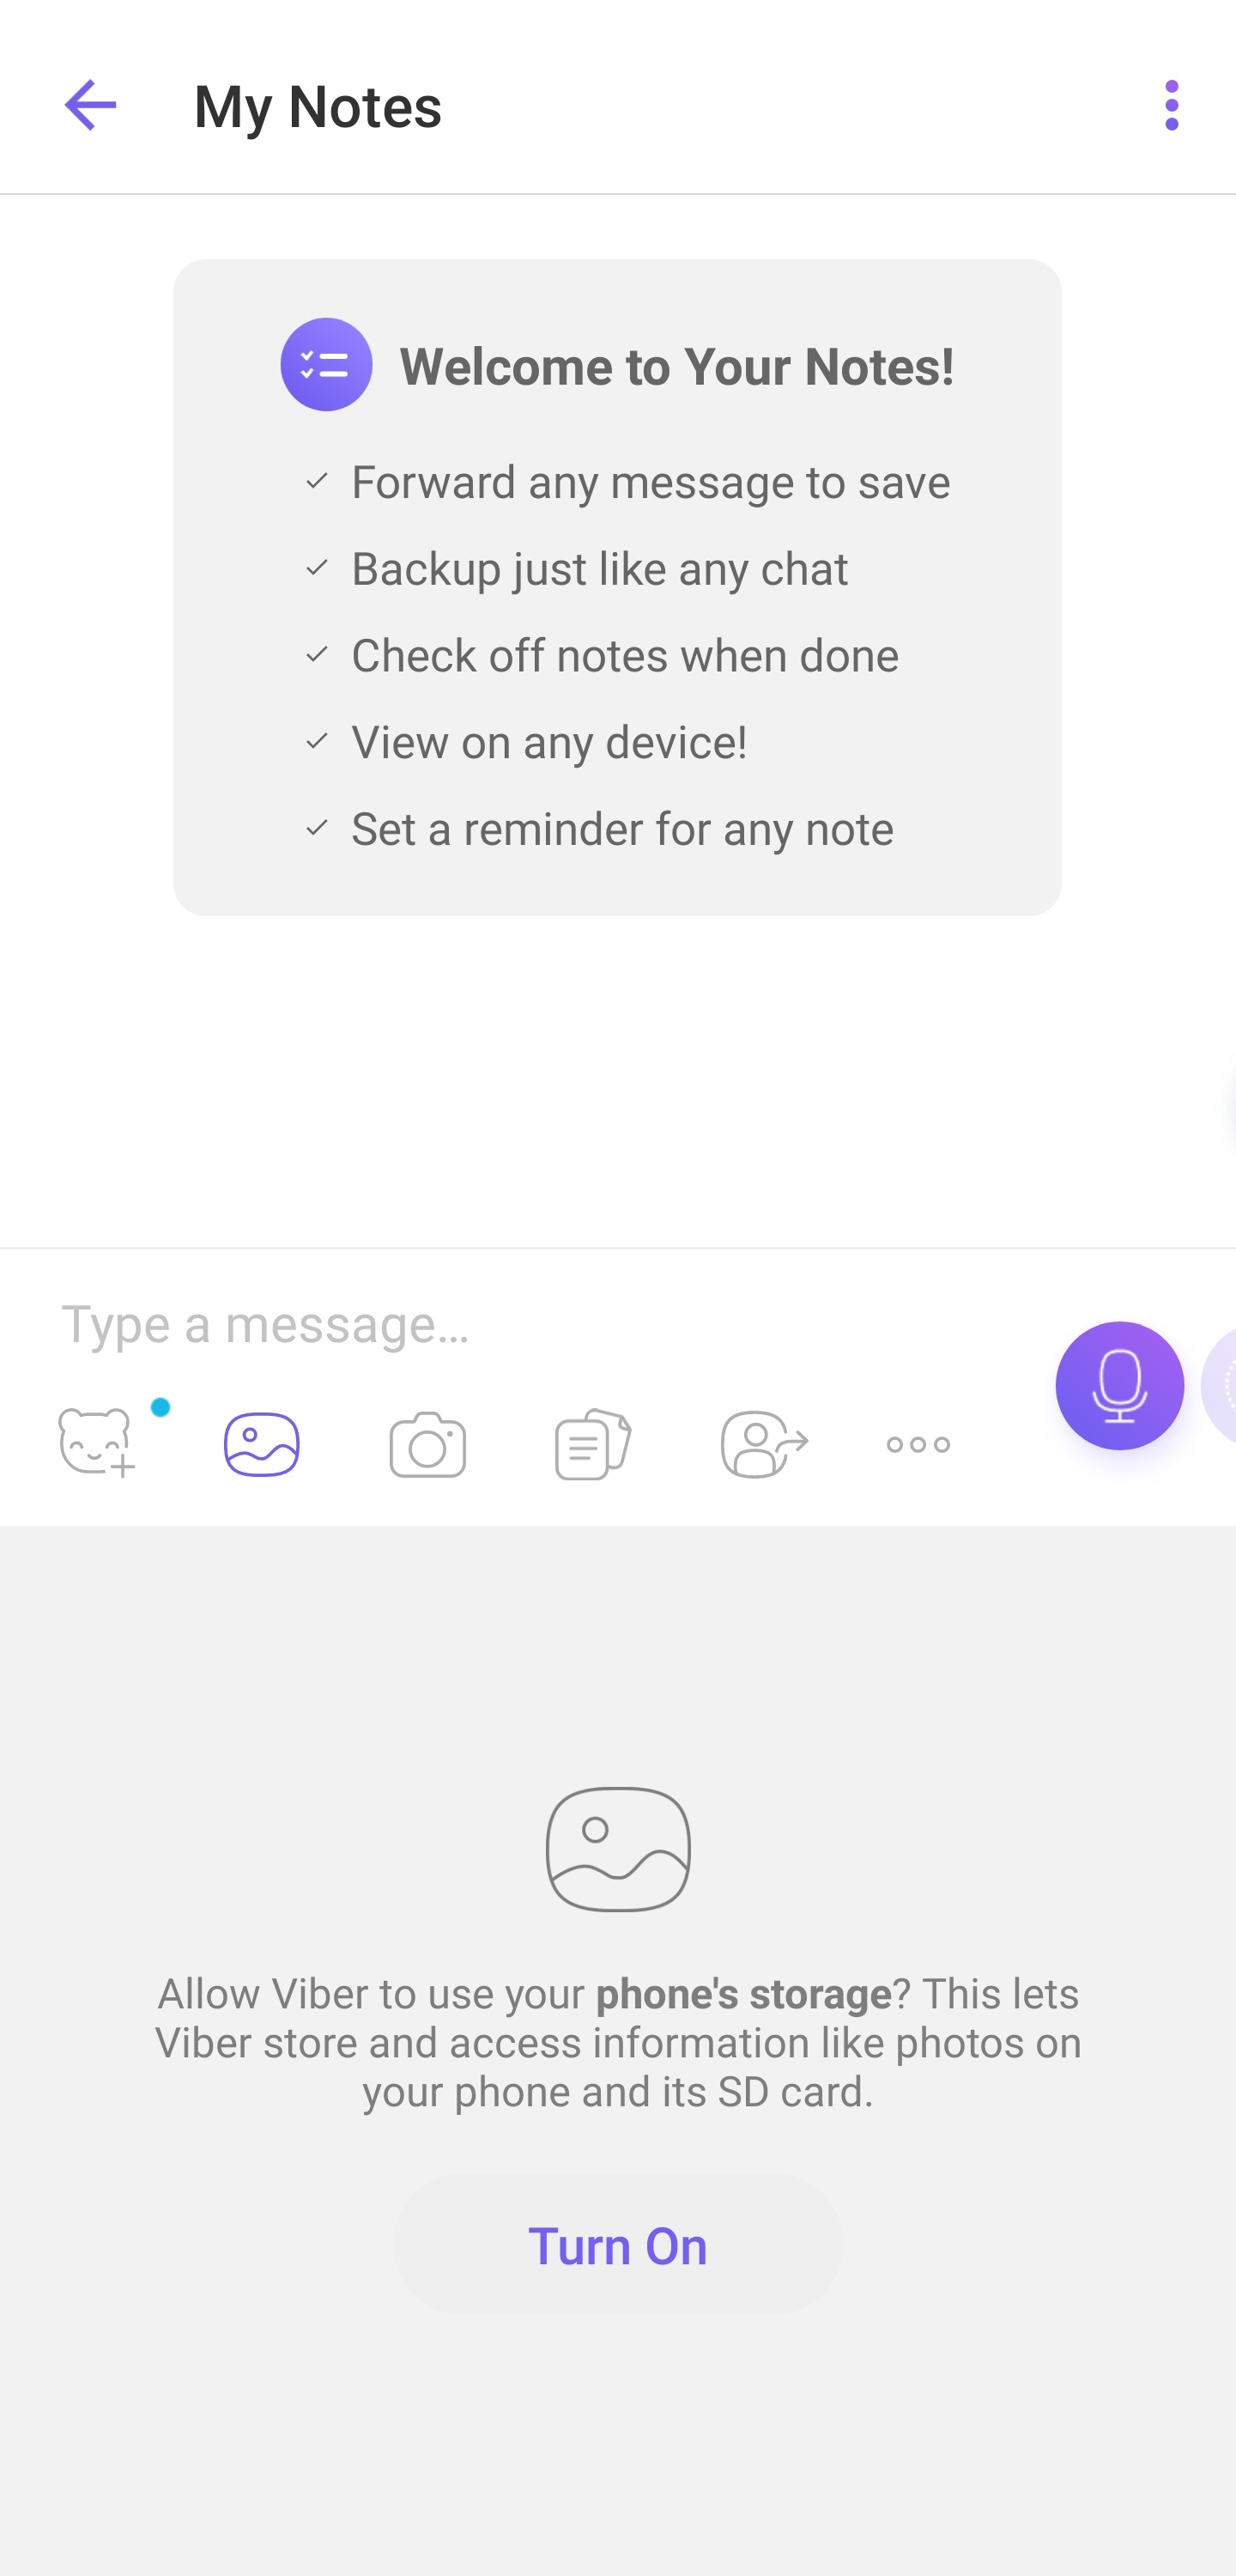 My Notes
Welcome to Your Notes!
Forward any message to save
Backup just like any chat
Check off notes when done
View on any device!
Set a reminder for any note
Type a message…
Allow Viber to use your phone's storage? This lets
Viber store and access information like photos on
your phone and its SD card.
Turn On